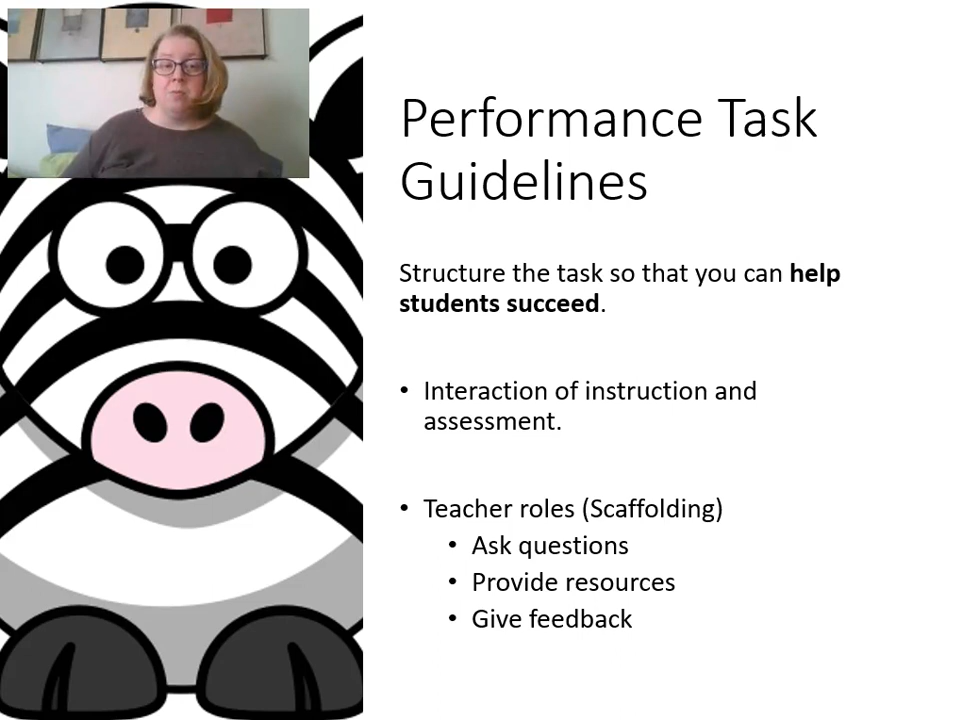 Performance Task
Guidelines
Structure the task so that you can help
students succeed.
• Interaction of instruction and
assessment.
• Teacher roles (Scaffolding)
• Ask questions
• Provide resources
• Give feedback